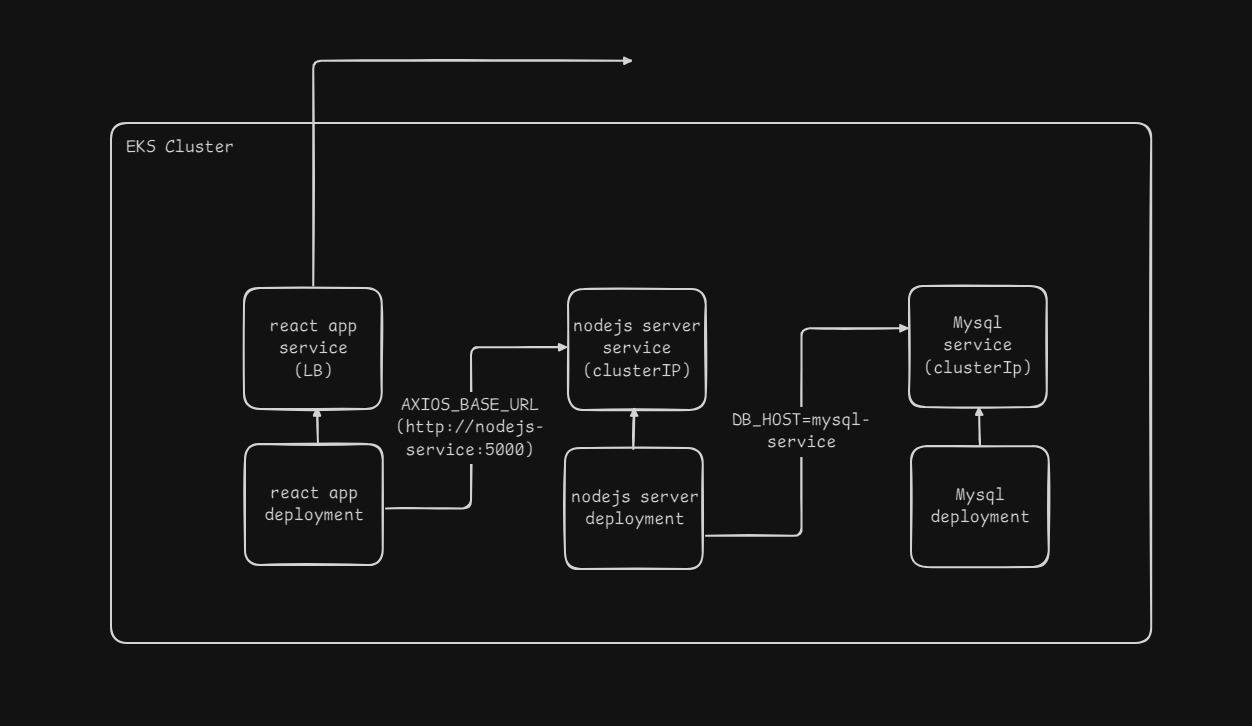 EKS Cluster
react app
service
(LB)
nodejs server
service
(clusterIP)
Mysql
service
(clusterIp)
AXIOS_BASE_URL
(http://nodejs-
service:5000)
DB_HOST=mysql-
service
react app
deployment
nodejs server
deployment
Mysql
deployment